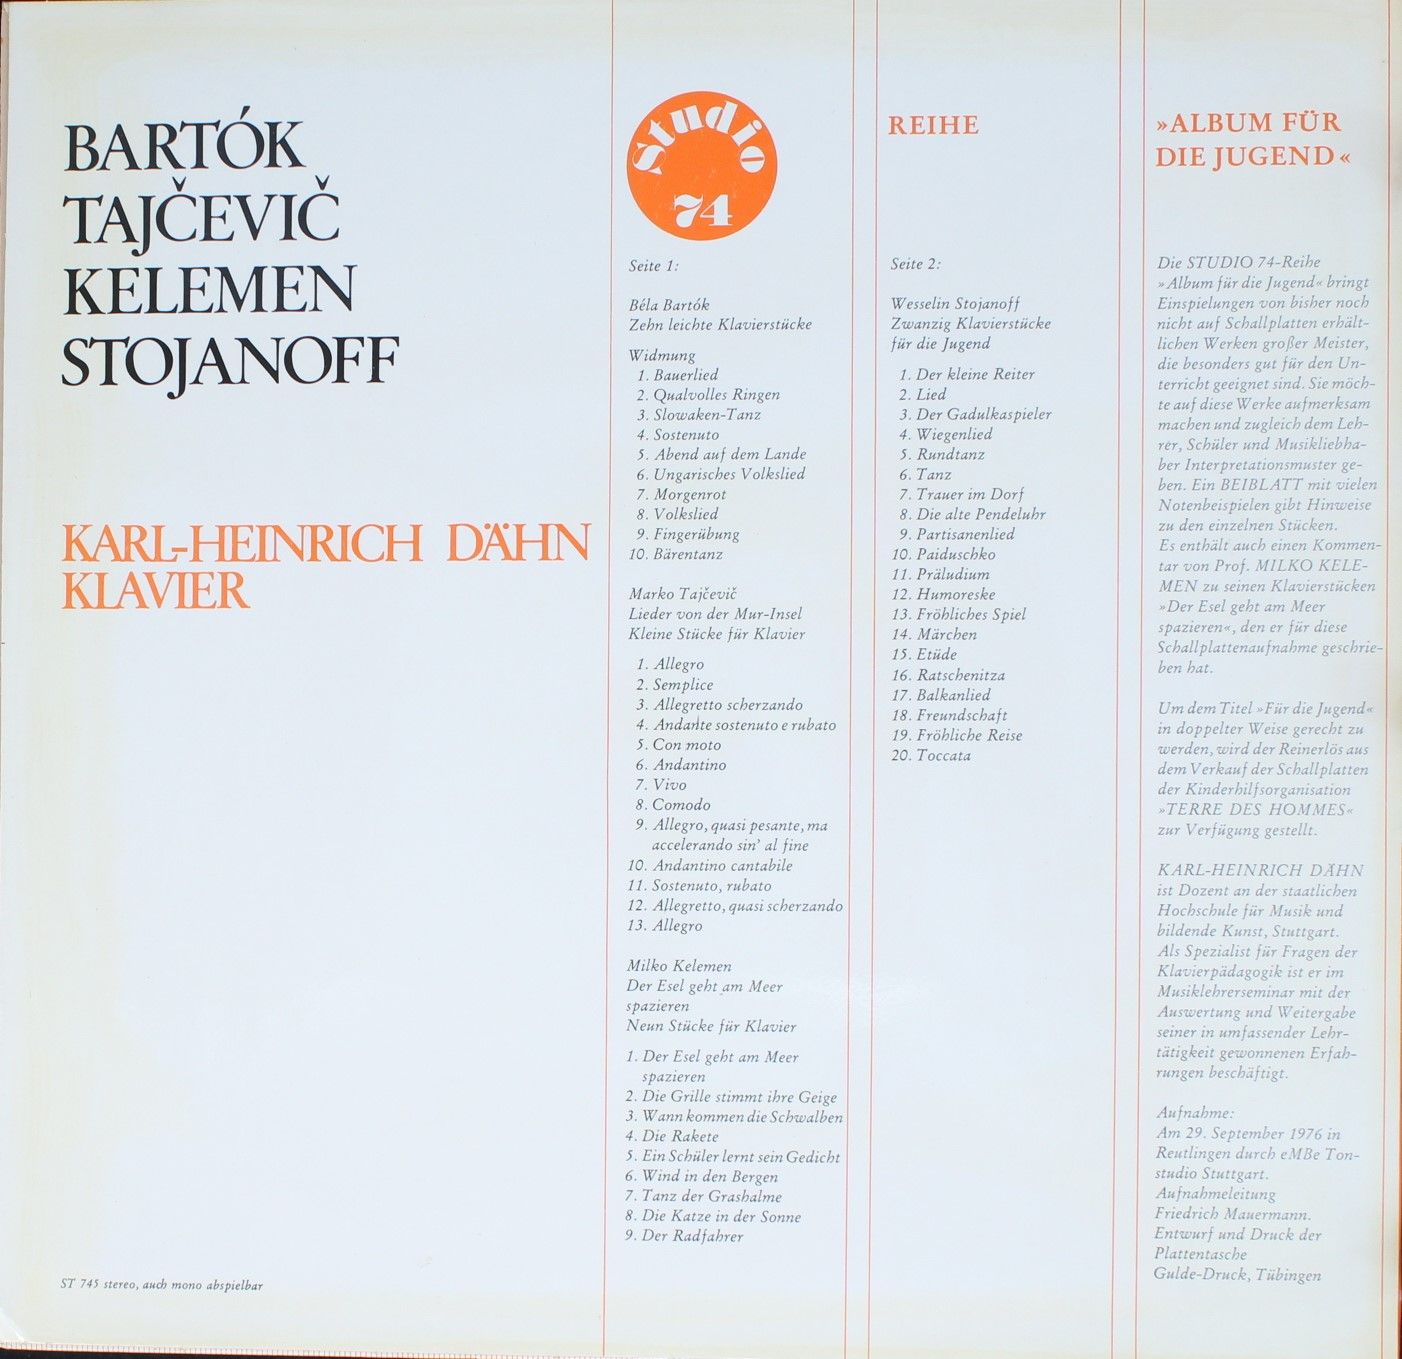 BARTÓK
TAJČEVIČ
KELEMEN
STOJANOFF
KARL-HEINRICH DÄHN
KLAVIER
ST 745 stereo, auch mono abspielbar
Studio
74
Seite 1:
Béla Bartók
Zehn leichte Klavierstücke
Widmung
1. Bauerlied
2. Qualvolles Ringen
3. Slowaken-Tanz
4. Sostenuto
5. Abend auf dem Lande
6. Ungarisches Volkslied
7. Morgenrot
8. Volkslied
9. Fingerübung
10. Bärentanz
Marko Tajčevič
Lieder von der Mur-Insel
Kleine Stücke für Klavier
1. Allegro
2. Semplice
3. Allegretto scherzando
4. Andante sostenuto e rubato
5. Con moto
6. Andantino
7. Vivo
8. Comodo
9. Allegro, quasi pesante, ma
accelerando sin' al fine
10. Andantino cantabile
11. Sostenuto, rubato
12. Allegretto, quasi scherzando
13. Allegro
Milko Kelemen
Der Esel geht am Meer
spazieren
Neun Stücke für Klavier
1. Der Esel geht am Meer
spazieren
2. Die Grille stimmt ihre Geige
3. Wann kommen die Schwalben
4. Die Rakete
5. Ein Schüler lernt sein Gedicht
6. Wind in den Bergen
7. Tanz der Grashalme
8. Die Katze in der Sonne
9. Der Radfahrer
REIHE
Seite 2:
Wesselin Stojanoff
Zwanzig Klavierstücke
für die Jugend
1. Der kleine Reiter
2. Lied
3. Der Gadulkaspieler
4. Wiegenlied
5. Rundtanz
6. Tanz
7. Trauer im Dorf
8. Die alte Pendeluhr
9. Partisanenlied
10. Paiduschko
11. Präludium
12. Humoreske
13. Fröhliches Spiel
14. Märchen
15. Etüde
16. Ratschenitza
17. Balkanlied
18. Freundschaft
19. Fröhliche Reise
20. Toccata
»ALBUM FÜR
DIE JUGEND«
Die STUDIO 74-Reihe
»Album für die Jugend« bringt
Einspielungen von bisher noch
nicht auf Schallplatten erhält-
lichen Werken großer Meister,
die besonders gut für den Un-
terricht geeignet sind. Sie möch-
te auf diese Werke aufmerksam
machen und zugleich dem Leh-
rer, Schüler und Musikliebha-
ber Interpretationsmuster ge-
ben. Ein BEIBLATT mit vielen
Notenbeispielen gibt Hinweise
zu den einzelnen Stücken.
Es enthält auch einen Kommen-
tar von Prof. MILKO KELE-
MEN zu seinen Klavierstücken
»Der Esel geht am Meer
spazieren«, den er für diese
Schallplattenaufnahme geschrie-
ben hat.
Um dem Titel »Für die Jugend«
in doppelter Weise gerecht zu
werden, wird der Reinerlös aus
dem Verkauf der Schallplatten
der Kinderhilfsorganisation
»TERRE DES HOMMES«
zur Verfügung gestellt.
KARL-HEINRICH DÄHN
ist Dozent an der staatlichen
Hochschule für Musik und
bildende Kunst, Stuttgart.
Als Spezialist für Fragen der
Klavierpädagogik ist er im
Musiklehrerseminar mit der
Auswertung und Weitergabe
seiner in umfassender Lehr-
tätigkeit gewonnenen Erfah-
rungen beschäftigt.
Aufnahme:
Am 29. September 1976 in
Reutlingen durch eMBe Ton-
studio Stuttgart.
Aufnahmeleitung
Friedrich Mauermann.
Entwurf und Druck der
Plattentasche
Gulde-Druck, Tübingen